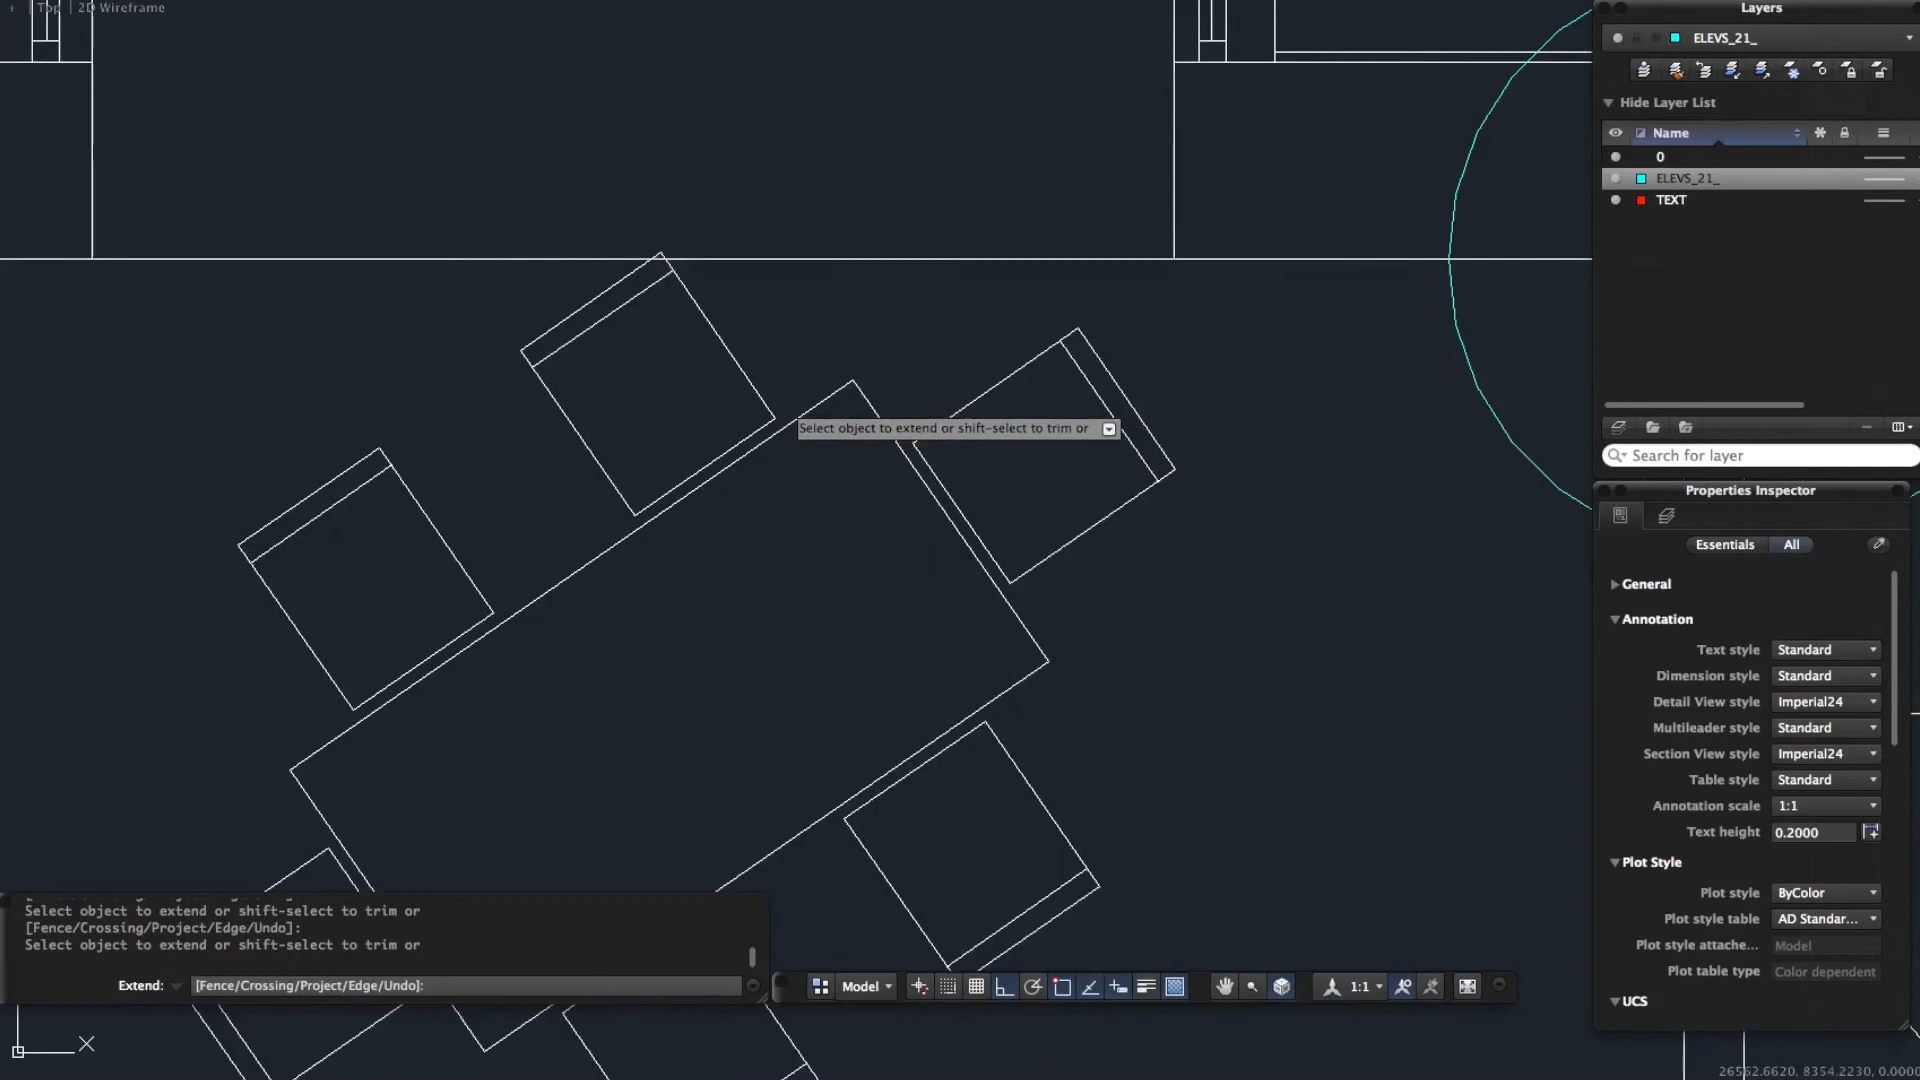 + | Top | 2D Wireframe
Layers
ELEVS_21_
Hide Layer List
Name
0
ELEVS_21_
TEXT
Search for layer
Select object to extend or shift-select to trim or
Properties Inspector
Essentials All
General
Annotation
Text style Standard
Dimension style Standard
Detail View style Imperial24
Multileader style Standard
Section View style Imperial24
Table style Standard
Annotation scale 1:1
Text height 0.2000
Plot Style
Plot style ByColor
Plot style table AD Standar...
Plot style attache... Model
Plot table type Color dependent
UCS
Select object to extend or shift-select to trim or
[Fence/Crossing/Project/Edge/Undo]:
Select object to extend or shift-select to trim or
Extend: [Fence/Crossing/Project/Edge/Undo]:
Model 1:1
X
8354.2230, 0.0000